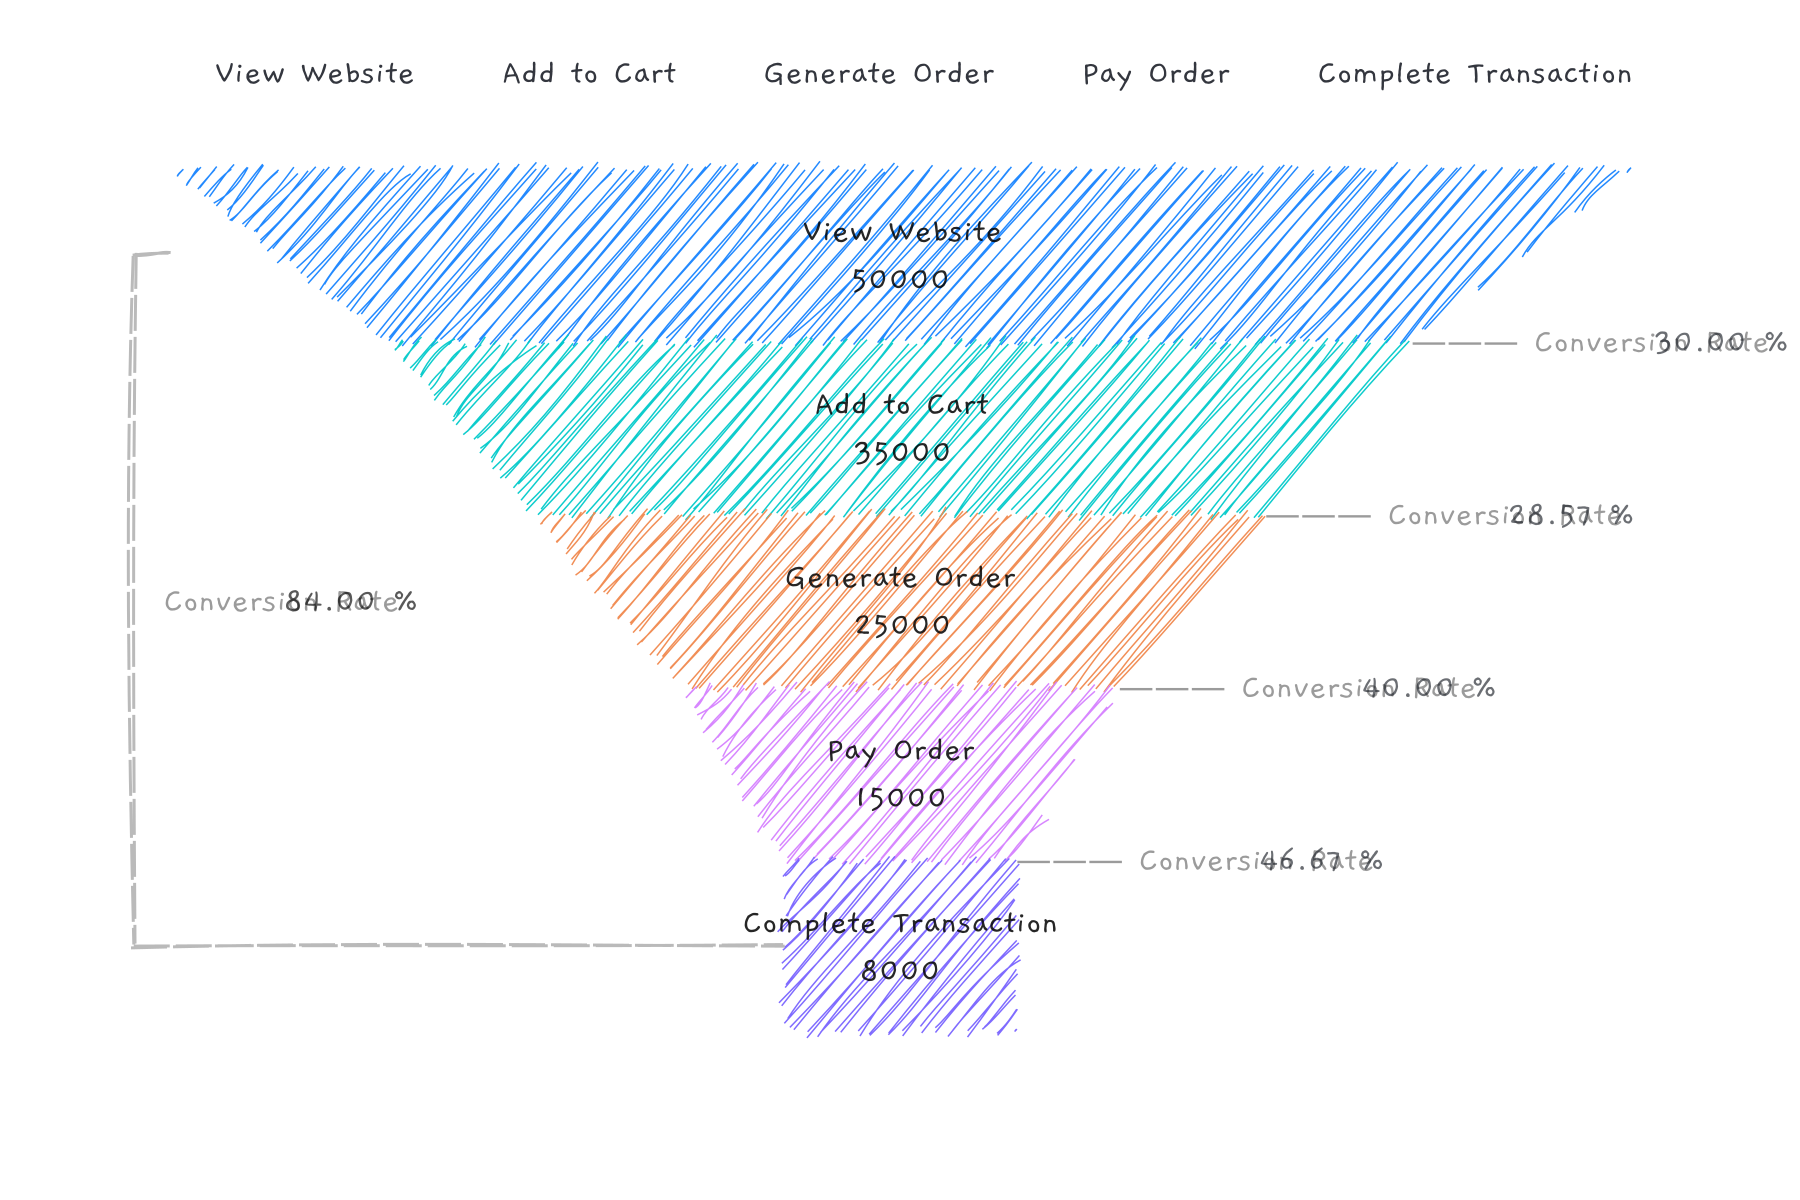 View Website Add to Cart Generate Order Pay Order Complete Transaction
View Website
50000
Conversion Rate 30.00 %
Add to Cart
35000
Conversion Rate 28.57 %
Generate Order
25000
Conversion Rate 84.00 %
Conversion Rate 40.00 %
Pay Order
15000
Conversion Rate 46.67 %
Complete Transaction
8000